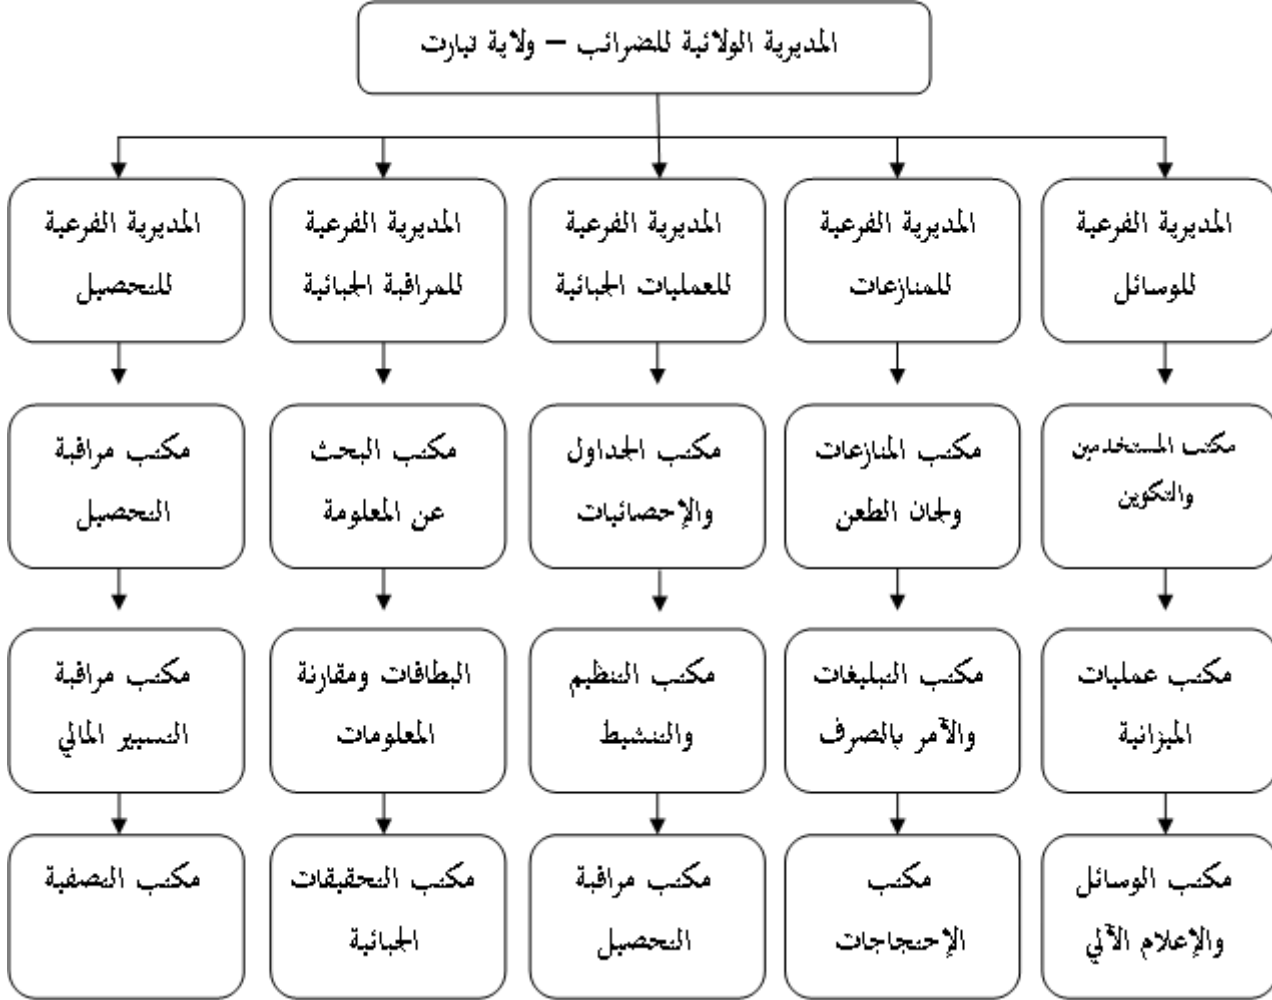 المديرية الولائية للضرائب – ولاية تيارت
المديرية الفرعية
للوسائل
المديرية الفرعية
للمنازعات
المديرية الفرعية
للعمليات الجبائية
المديرية الفرعية
للمراقبة الجبائية
المديرية الفرعية
للتحصيل
مكتب المستخدمين
والتكوين
مكتب المنازعات
ولجان الطعن
مكتب الجداول
والإحصائيات
مكتب البحث
عن المعلومة
مكتب مراقبة
التحصيل
مكتب عمليات
الميزانية
مكتب التبليغات
والآمر بالصرف
مكتب التنظيم
والتنشيط
البطاقات ومقارنة
المعلومات
مكتب مراقبة
التسيير المالي
مكتب الوسائل
والإعلام الآلي
مكتب
الإحتجاجات
مكتب مراقبة
التحصيل
مكتب التحقيقات
الجبائية
مكتب التصفية